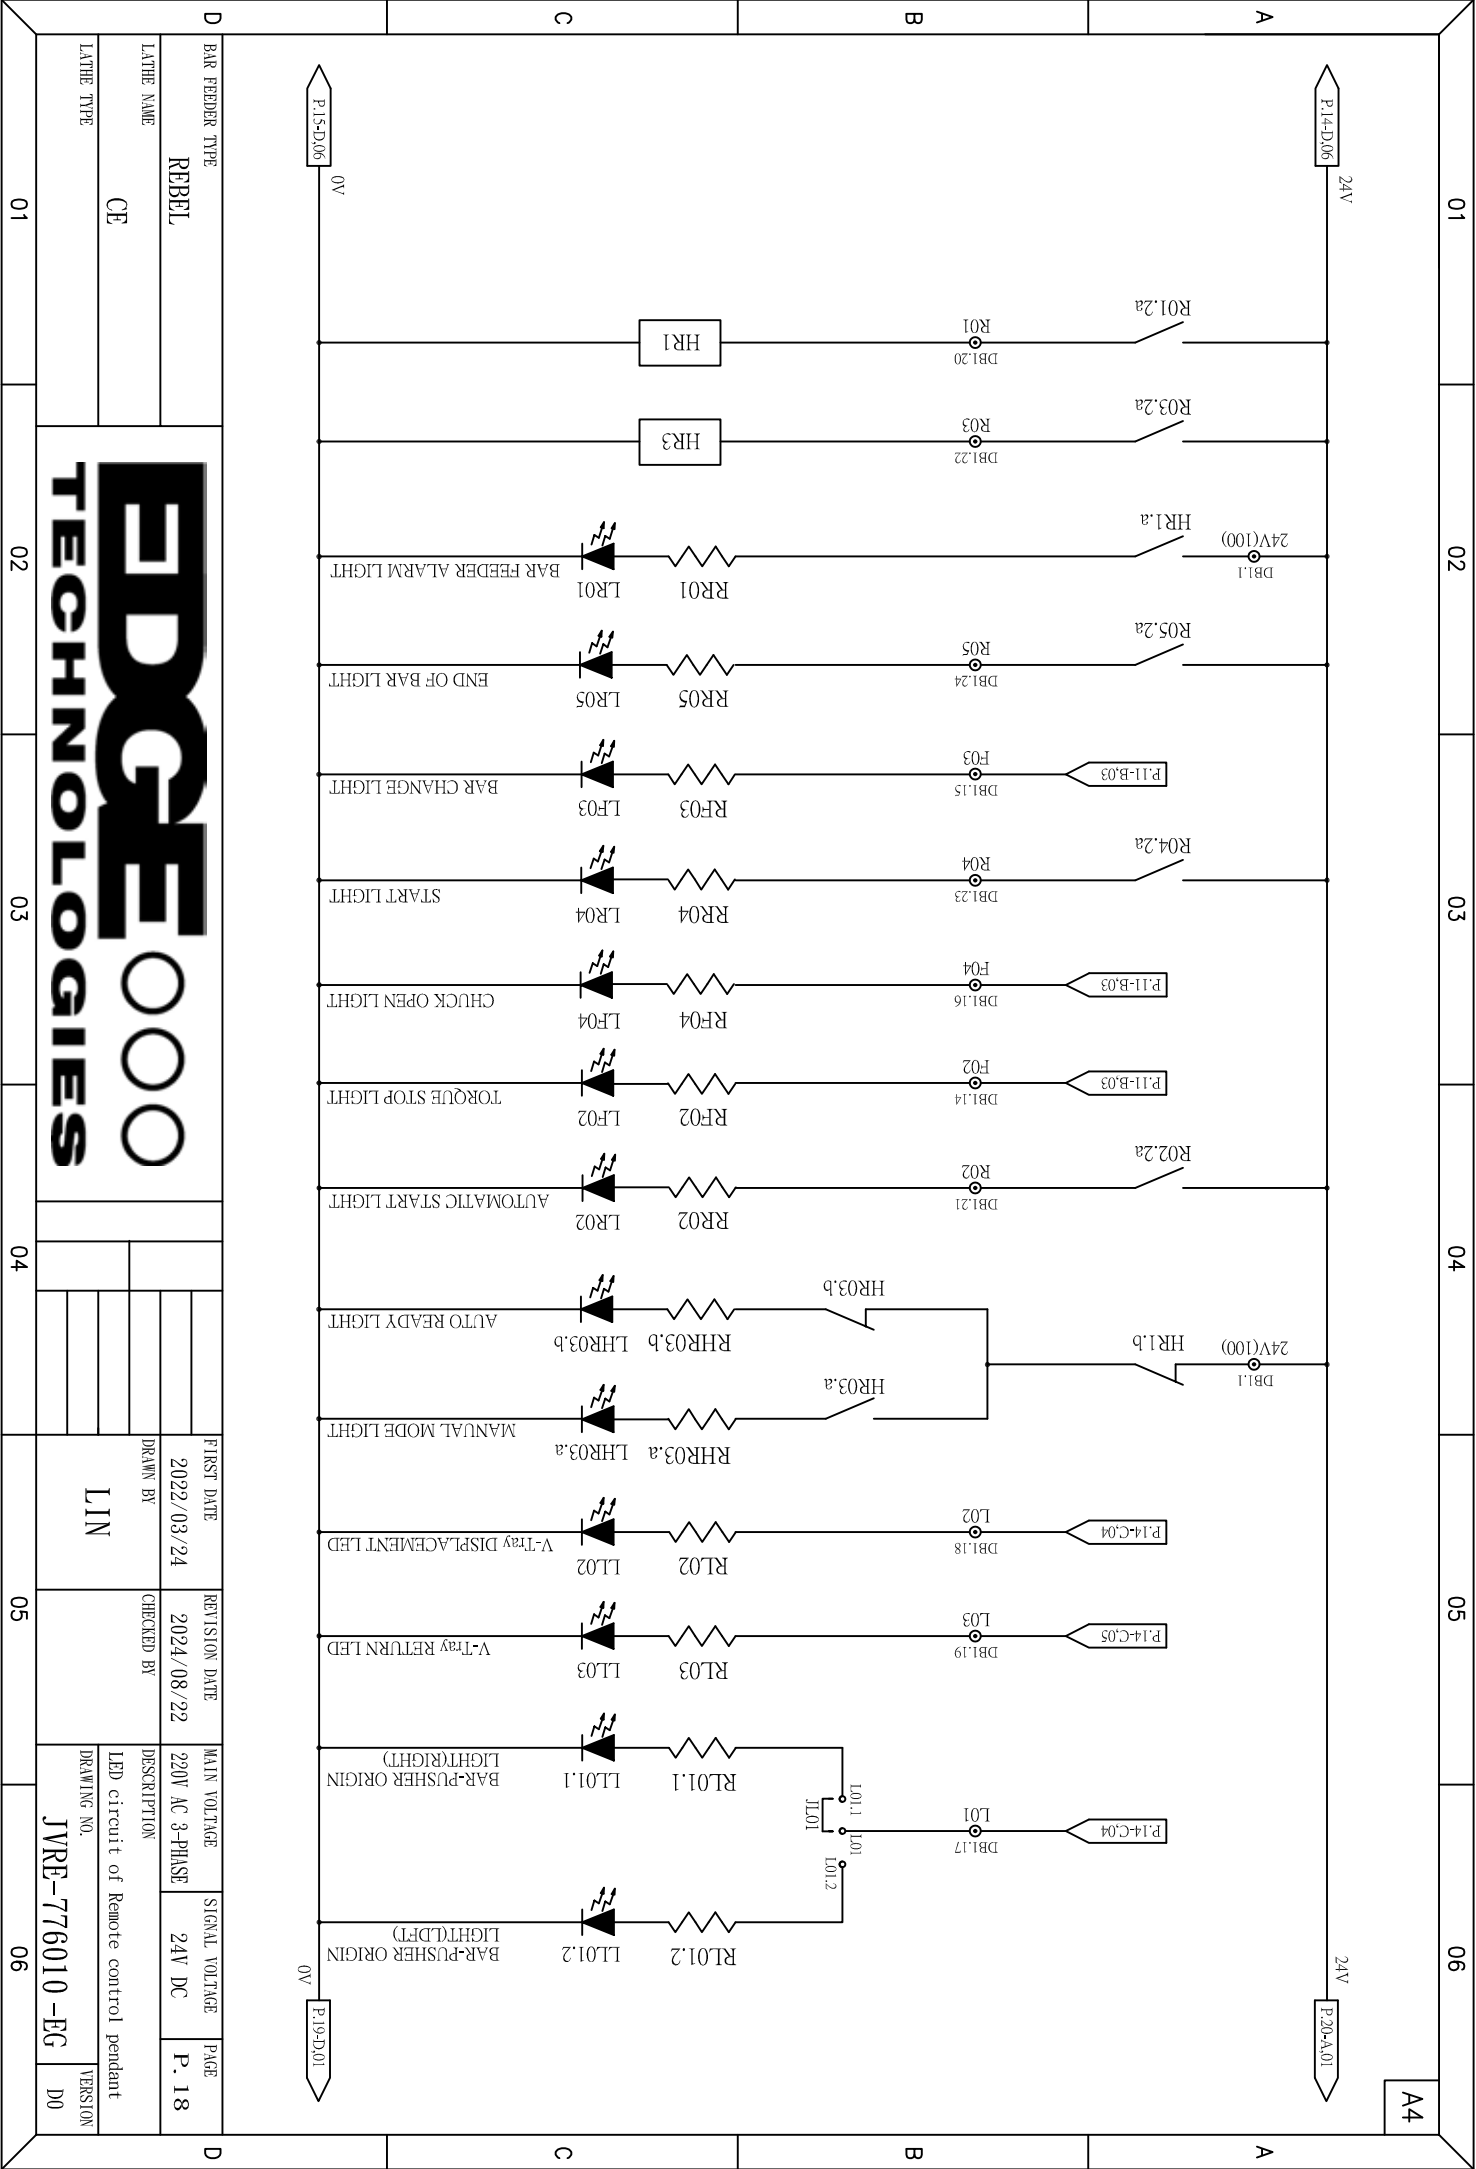 01
02
03
04
05
06
A4
A
B
C
D
A
B
C
D
P.14-D,06
24V
24V
P.20-A,01
P.15-D,06
0V
0V
P.19-D,01
R01.2a
R01
DB1.20
HR1
R03.2a
R03
DB1.22
HR3
24V(100)
DB1.1
HR1.a
RR01
LR01
BAR FEEDER ALARM LIGHT
R05.2a
R05
DB1.24
RR05
LR05
END OF BAR LIGHT
P.11-B,03
F03
DB1.15
RF03
LF03
BAR CHANGE LIGHT
R04.2a
R04
DB1.23
RR04
LR04
START LIGHT
P.11-B,03
F04
DB1.16
RF04
LF04
CHUCK OPEN LIGHT
P.11-B,03
F02
DB1.14
RF02
LF02
TORQUE STOP LIGHT
R02.2a
R02
DB1.21
RR02
LR02
AUTOMATIC START LIGHT
24V(100)
DB1.1
HR1.b
HR03.b
RHR03.b
LHR03.b
AUTO READY LIGHT
HR03.a
RHR03.a
LHR03.a
MANUAL MODE LIGHT
P.14-C,04
L02
DB1.18
RL02
LL02
V-Tray DISPLACEMENT LED
P.14-C,05
L03
DB1.19
RL03
LL03
V-Tray RETURN LED
P.14-C,04
L01
DB1.17
L01.1
L01
L01.2
JL01
RL01.1
LL01.1
BAR-PUSHER ORIGIN
LIGHT(RIGHT)
RL01.2
LL01.2
BAR-PUSHER ORIGIN
LIGHT(LDFT)
BAR FEEDER TYPE
REBEL
LATHE NAME
CE
LATHE TYPE
EDGE
TECHNOLOGIES
FIRST DATE
2022/03/24
REVISION DATE
2024/08/22
MAIN VOLTAGE
220V AC 3-PHASE
SIGNAL VOLTAGE
24V DC
PAGE
P. 18
DRAWN BY
LIN
CHECKED BY
DESCRIPTION
LED circuit of Remote control pendant
DRAWING NO.
JVRE-776010-EG
VERSION
D0
01
02
03
04
05
06